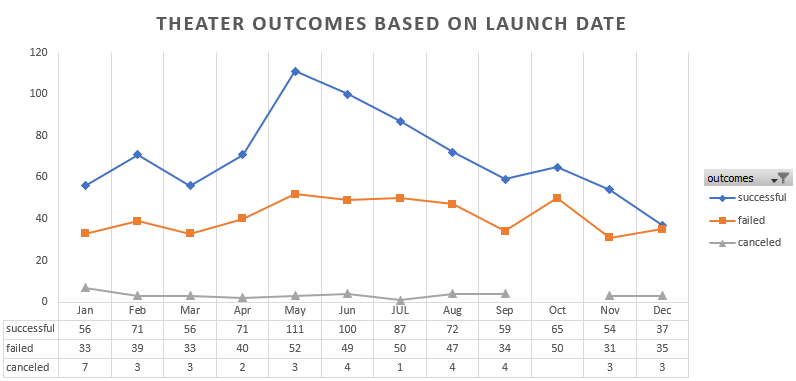 THEATER OUTCOMES BASED ON LAUNCH DATE
120
100
80
60
40
20
0
outcomes
successful
failed
canceled
Jan Feb Mar Apr May Jun JUL Aug Sep Oct Nov Dec
successful 56 71 56 71 111 100 87 72 59 65 54 37
failed 33 39 33 40 52 49 50 47 34 50 31 35
canceled 7 3 3 2 3 4 1 4 4 3 3